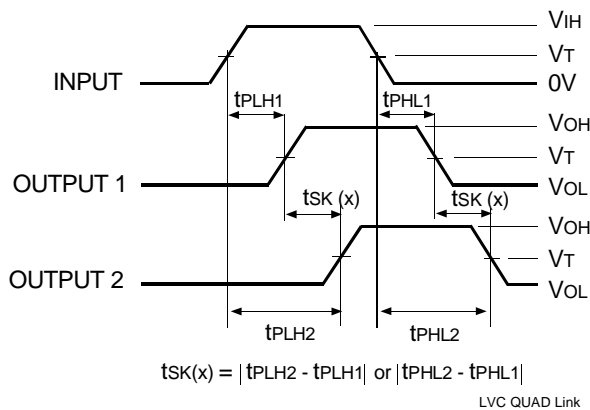 VIH
VT
INPUT
0V
tPLH1
tPHL1
VOH
VT
OUTPUT 1
VOL
tSK (x)
tSK (x)
VOH
VT
OUTPUT 2
VOL
tPLH2
tPHL2
tSK(x) = |tPLH2 - tPLH1| or |tPHL2 - tPHL1|
LVC QUAD Link